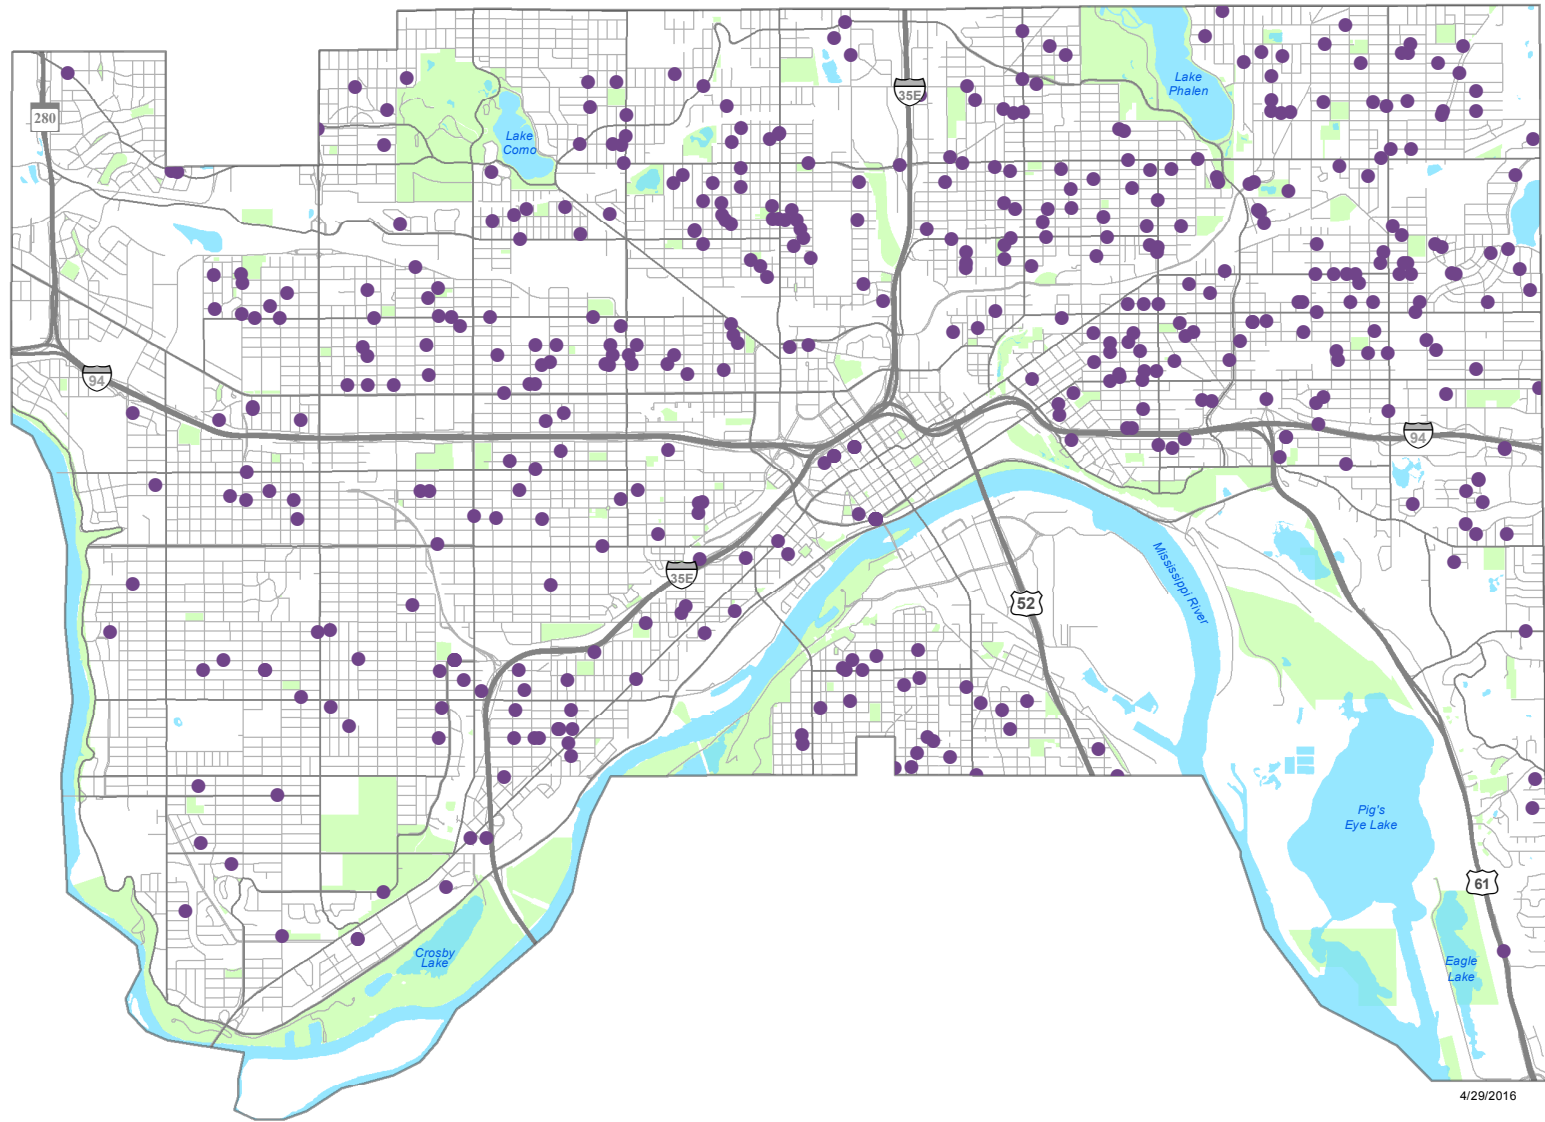 Lake
Phalen
35E
280
Lake
Como
94
94
Mississippi River
35E
52
Pig's
Eye Lake
61
Crosby
Lake
Eagle
Lake
4/29/2016